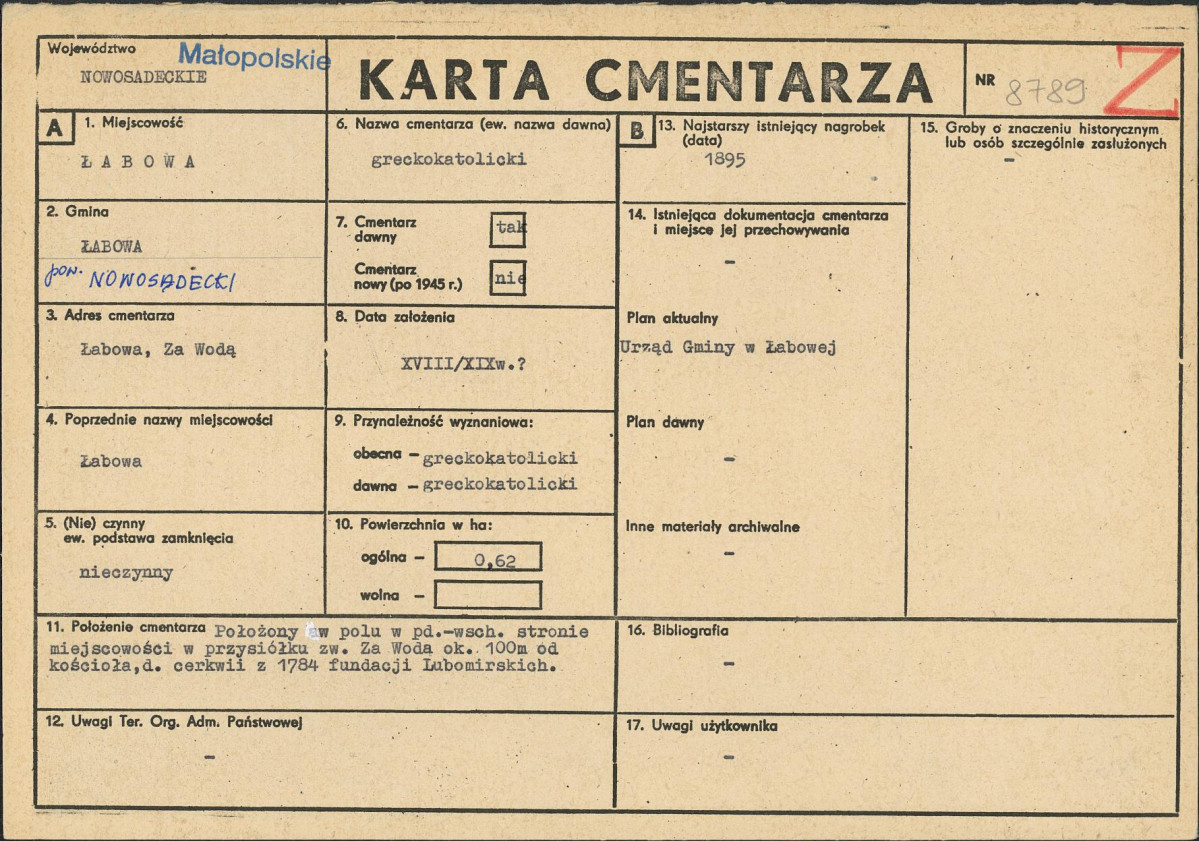 Województwo
Małopolskie
NOWOSADECKIE
KARTA CMENTARZA
NR 8789
Z
A
1. Miejscowość
ŁABOWA
2. Gmina
ŁABOWA
pow. NOWOSĄDECKI
3. Adres cmentarza
Łabowa, Za Wodą
4. Poprzednie nazwy miejscowości
Łabowa
5. (Nie) czynny
ew. podstawa zamknięcia
nieczynny
6. Nazwa cmentarza (ew. nazwa dawna)
greckokatolicki
7. Cmentarz
dawny
tak
Cmentarz
nowy (po 1945 r.)
nie
8. Data założenia
XVIII/XIXw.?
9. Przynależność wyznaniowa:
obecna – greckokatolicki
dawna – greckokatolicki
10. Powierzchnia w ha:
ogólna – 0,62
wolna –
B
13. Najstarszy istniejący nagrobek
(data)
1895
14. Istniejąca dokumentacja cmentarza
i miejsce jej przechowywania
–
Plan aktualny
Urząd Gminy w Łabowej
Plan dawny
–
Inne materiały archiwalne
–
15. Groby o znaczeniu historycznym
lub osób szczególnie zasłużonych
–
11. Położenie cmentarza Położony w polu w pd.-wsch. stronie
miejscowości w przysiółku zw. Za Wodą ok. 100m od
kościoła,d. cerkwii z 1784 fundacji Lubomirskich.
12. Uwagi Ter. Org. Adm. Państwowej
–
16. Bibliografia
–
17. Uwagi użytkownika
–